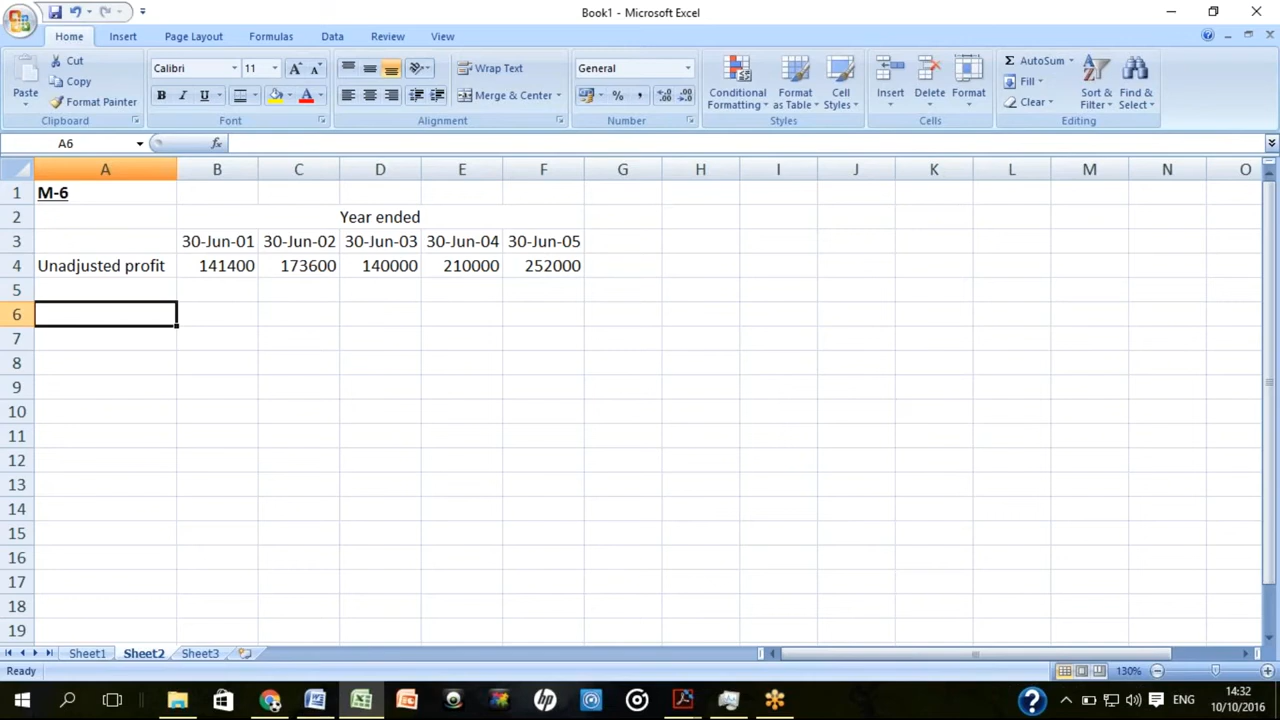 Book1 - Microsoft Excel
Home Insert Page Layout Formulas Data Review View
Paste Cut Copy Format Painter Clipboard
Calibri 11 B I U Font
Wrap Text Merge & Center Alignment
General % , Number
Conditional Formatting Format as Table Cell Styles Styles
Insert Delete Format Cells
Σ AutoSum Fill Clear Sort & Filter Find & Select Editing
A6 fx
A B C D E F G H I J K L M N O
1 M-6
2 Year ended
3 30-Jun-01 30-Jun-02 30-Jun-03 30-Jun-04 30-Jun-05
4 Unadjusted profit 141400 173600 140000 210000 252000
5
6
7
8
9
10
11
12
13
14
15
16
17
18
19
Sheet1 Sheet2 Sheet3
Ready 130%
ENG 14:32
10/10/2016